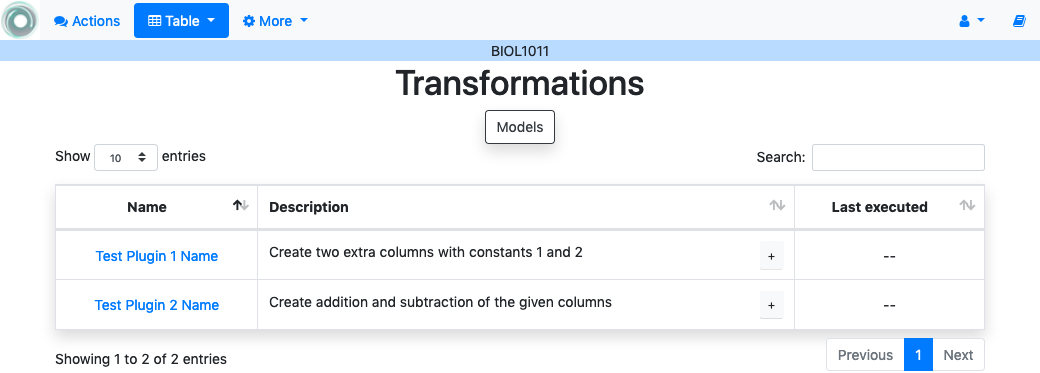 Actions Table More
BIOL1011
Transformations
Models
Show 10 entries Search:
Name Description Last executed
Test Plugin 1 Name Create two extra columns with constants 1 and 2 + --
Test Plugin 2 Name Create addition and subtraction of the given columns + --
Showing 1 to 2 of 2 entries Previous 1 Next